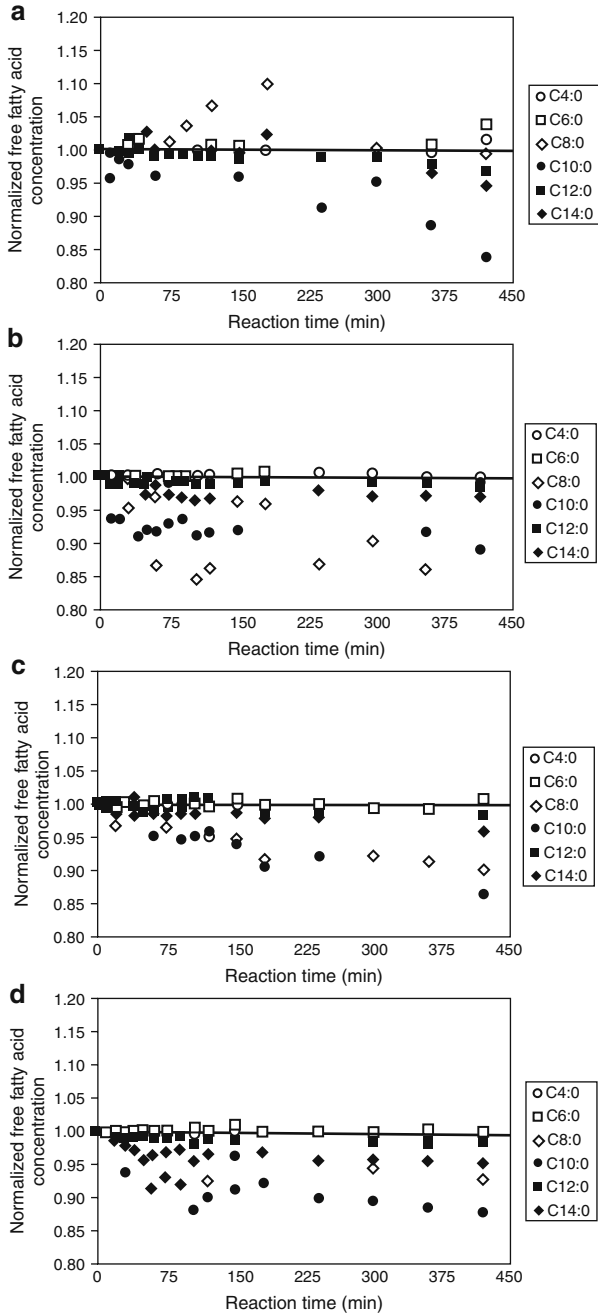 a
1.20
1.15
1.10
1.05
1.00
0.95
0.90
0.85
0.80
Normalized free fatty acid
concentration
0 75 150 225 300 375 450
Reaction time (min)
C4:0
C6:0
C8:0
C10:0
C12:0
C14:0
b
1.20
1.15
1.10
1.05
1.00
0.95
0.90
0.85
0.80
Normalized free fatty acid
concentration
0 75 150 225 300 375 450
Reaction time (min)
C4:0
C6:0
C8:0
C10:0
C12:0
C14:0
c
1.20
1.15
1.10
1.05
1.00
0.95
0.90
0.85
0.80
Normalized free fatty acid
concentration
0 75 150 225 300 375 450
Reaction time (min)
C4:0
C6:0
C8:0
C10:0
C12:0
C14:0
d
1.20
1.15
1.10
1.05
1.00
0.95
0.90
0.85
0.80
Normalized free fatty acid
concentration
0 75 150 225 300 375 450
Reaction time (min)
C4:0
C6:0
C8:0
C10:0
C12:0
C14:0